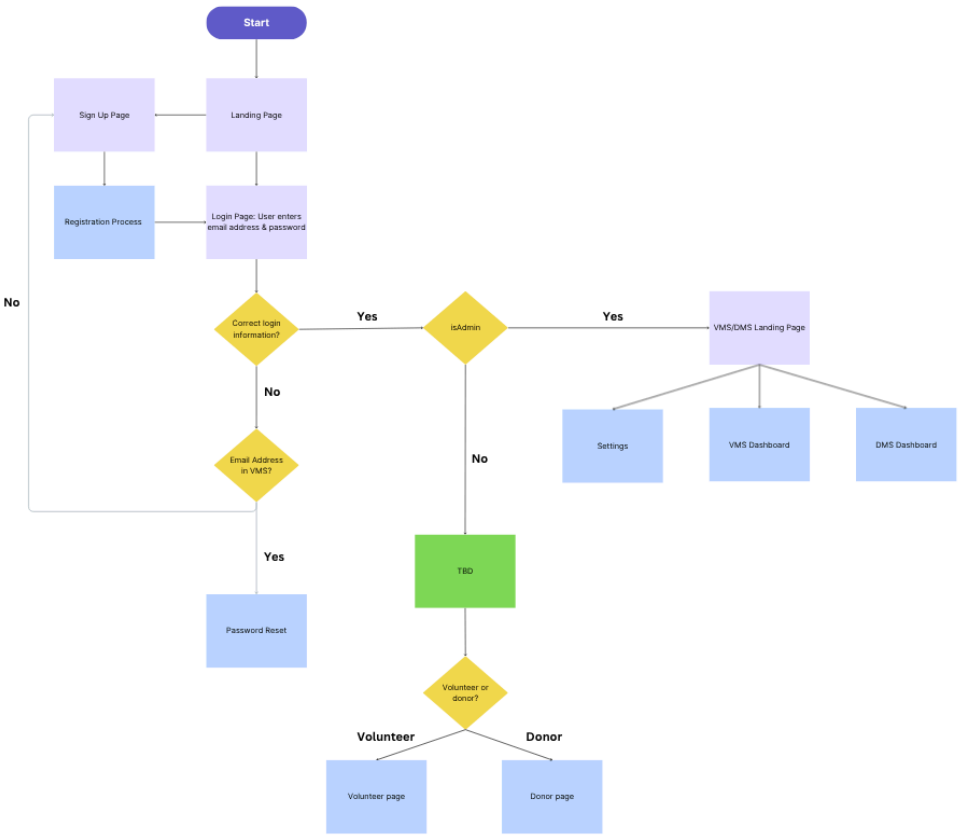 Start
Sign Up Page
Landing Page
Registration Process
Login Page: User enters
email address & password
No
Correct login
information?
Yes
isAdmin
Yes
VMS/DMS Landing Page
No
Email Address
in VMS?
No
Settings
VMS Dashboard
DMS Dashboard
Yes
TBD
Password Reset
Volunteer or
donor?
Volunteer
Donor
Volunteer page
Donor page